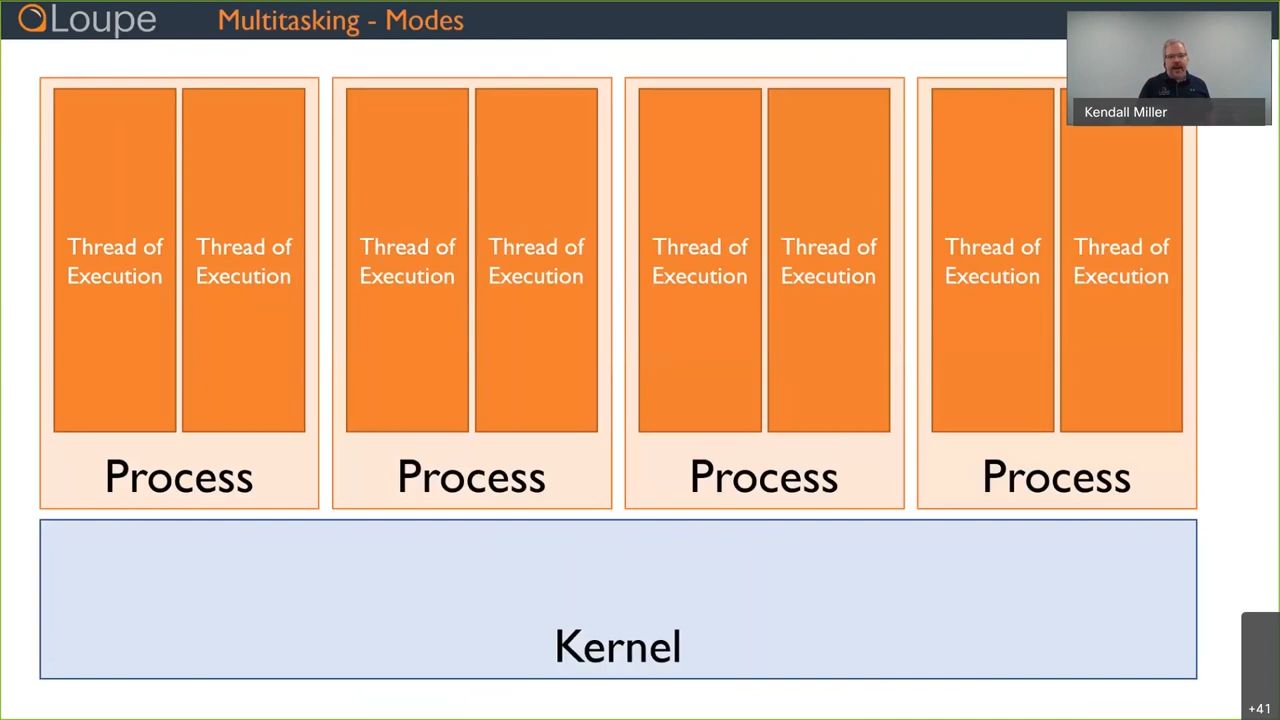 Loupe
Multitasking - Modes
Kendall Miller
Thread of
Execution
Thread of
Execution
Thread of
Execution
Thread of
Execution
Thread of
Execution
Thread of
Execution
Thread of
Execution
Thread of
Execution
Process
Process
Process
Process
Kernel
+41